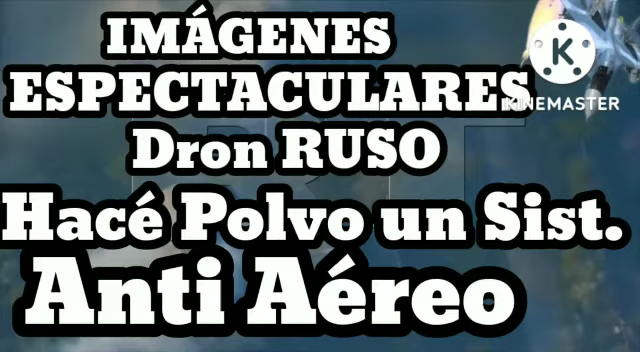 IMÁGENES
ESPECTACULARES
Dron RUSO
Hacé Polvo un Sist.
Anti Aéreo
K
KINEMASTER